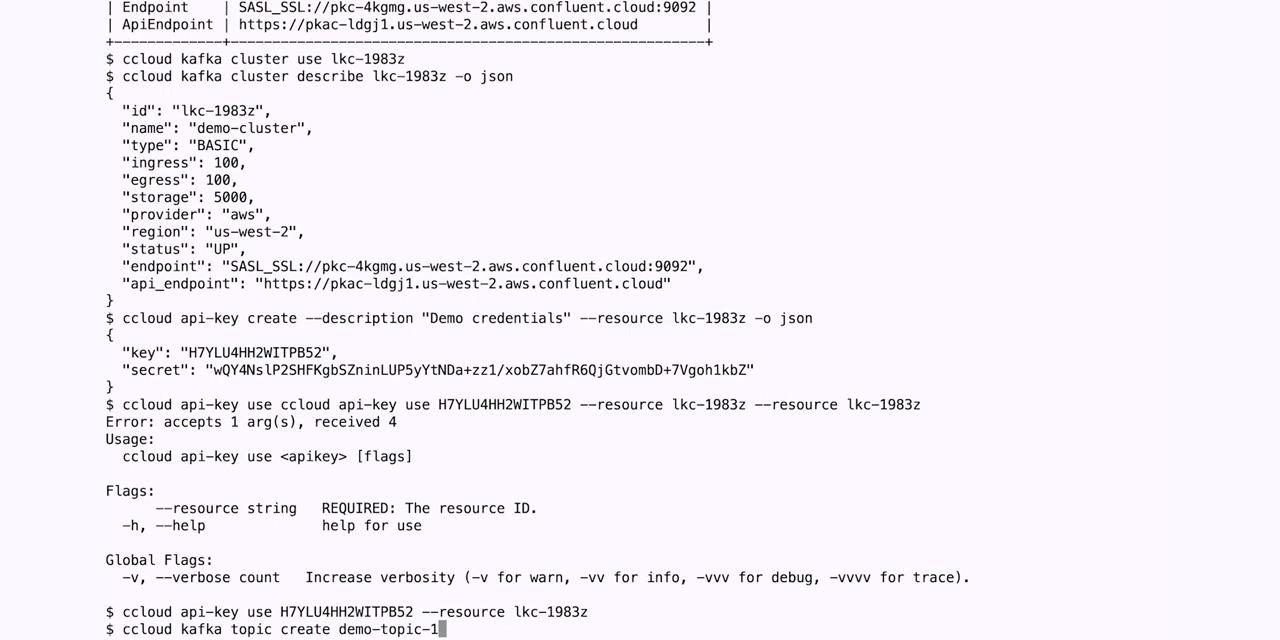 | Endpoint    | SASL_SSL://pkc-4kgmg.us-west-2.aws.confluent.cloud:9092 |
| ApiEndpoint | https://pkac-ldgj1.us-west-2.aws.confluent.cloud        |
+-------------+---------------------------------------------------------+
$ ccloud kafka cluster use lkc-1983z
$ ccloud kafka cluster describe lkc-1983z -o json
{
  "id": "lkc-1983z",
  "name": "demo-cluster",
  "type": "BASIC",
  "ingress": 100,
  "egress": 100,
  "storage": 5000,
  "provider": "aws",
  "region": "us-west-2",
  "status": "UP",
  "endpoint": "SASL_SSL://pkc-4kgmg.us-west-2.aws.confluent.cloud:9092",
  "api_endpoint": "https://pkac-ldgj1.us-west-2.aws.confluent.cloud"
}
$ ccloud api-key create --description "Demo credentials" --resource lkc-1983z -o json
{
  "key": "H7YLU4HH2WITPB52",
  "secret": "wQY4NslP2SHFKgbSZninLUP5yYtNDa+zz1/xobZ7ahfR6QjGtvombD+7Vgoh1kbZ"
}
$ ccloud api-key use ccloud api-key use H7YLU4HH2WITPB52 --resource lkc-1983z --resource lkc-1983z
Error: accepts 1 arg(s), received 4
Usage:
  ccloud api-key use <apikey> [flags]

Flags:
      --resource string   REQUIRED: The resource ID.
  -h, --help              help for use

Global Flags:
  -v, --verbose count   Increase verbosity (-v for warn, -vv for info, -vvv for debug, -vvvv for trace).

$ ccloud api-key use H7YLU4HH2WITPB52 --resource lkc-1983z
$ ccloud kafka topic create demo-topic-1